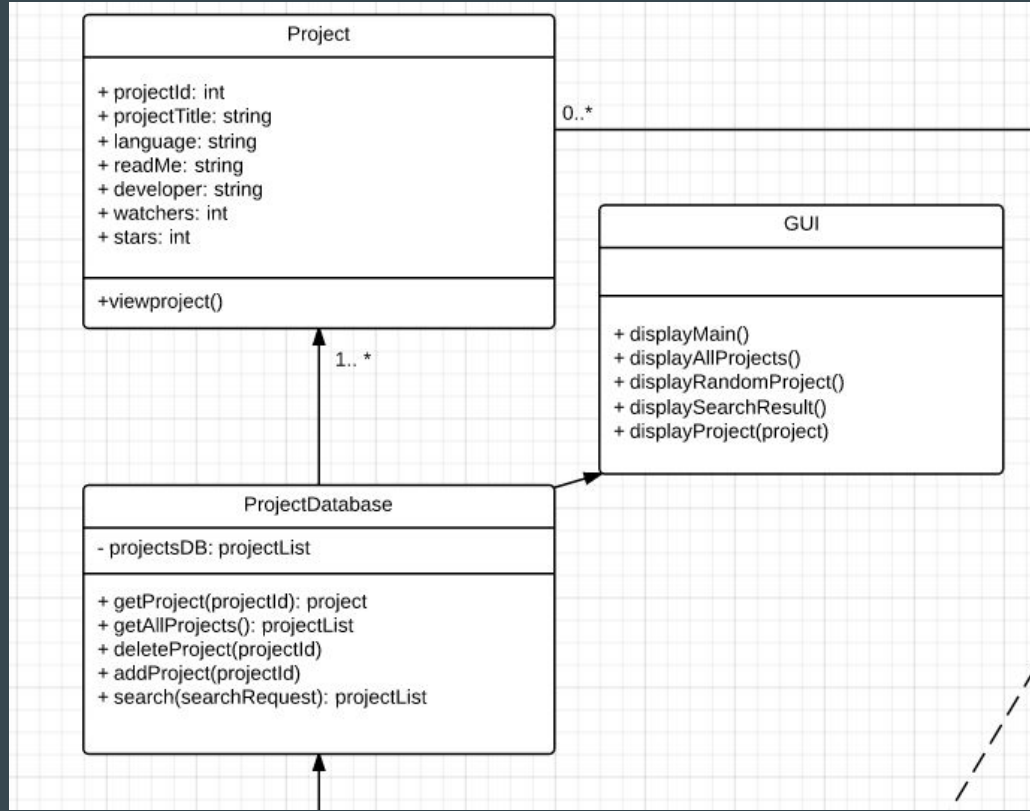 Project
+ projectId: int
+ projectTitle: string
+ language: string
+ readMe: string
+ developer: string
+ watchers: int
+ stars: int
+viewproject()
0..*
1.. *
GUI
+ displayMain()
+ displayAllProjects()
+ displayRandomProject()
+ displaySearchResult()
+ displayProject(project)
ProjectDatabase
- projectsDB: projectList
+ getProject(projectId): project
+ getAllProjects(): projectList
+ deleteProject(projectId)
+ addProject(projectId)
+ search(searchRequest): projectList